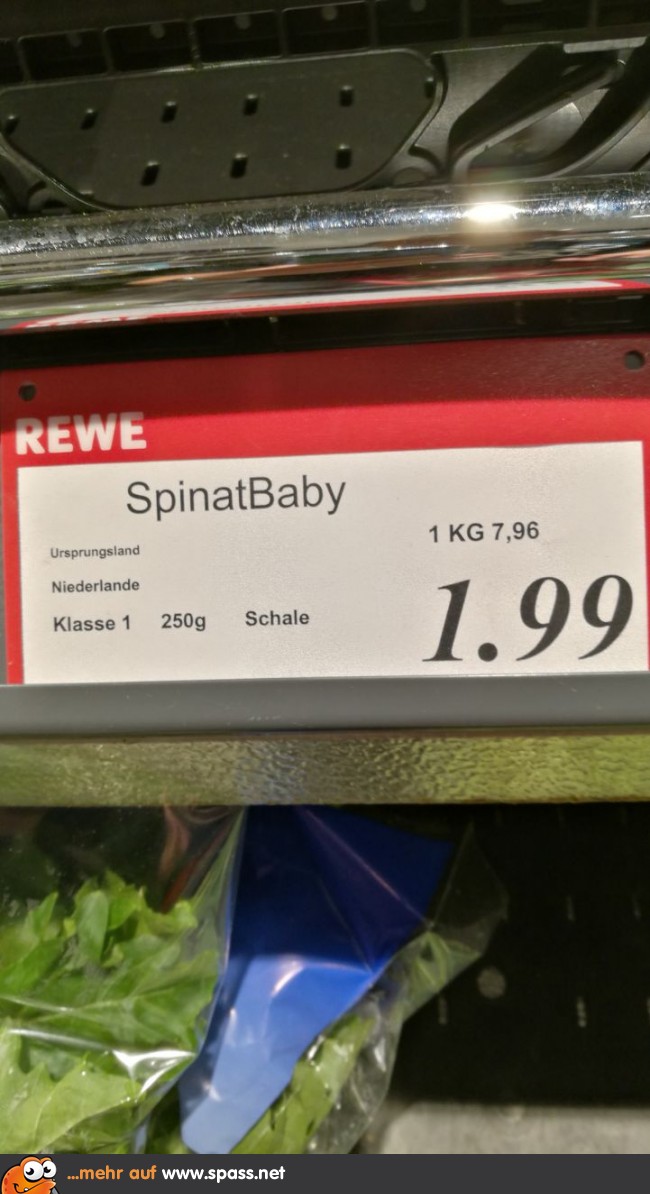 REWE
SpinatBaby
1 KG 7,96
Ursprungsland
Niederlande
Klasse 1 250g Schale
1.99
...mehr auf www.spass.net